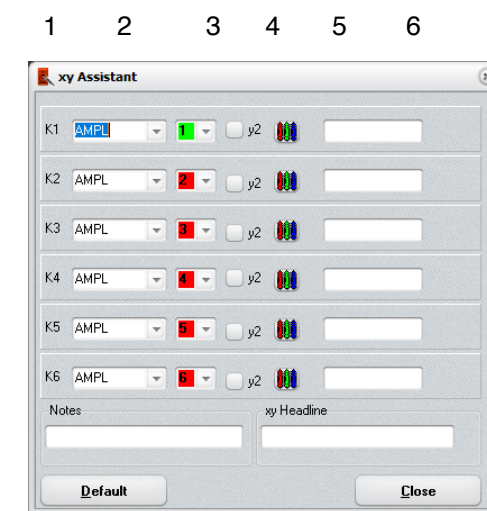 1 2 3 4 5 6
xy Assistant
K1 AMPL 1 y2
K2 AMPL 2 y2
K3 AMPL 3 y2
K4 AMPL 4 y2
K5 AMPL 5 y2
K6 AMPL 6 y2
Notes xy Headline
Default Close